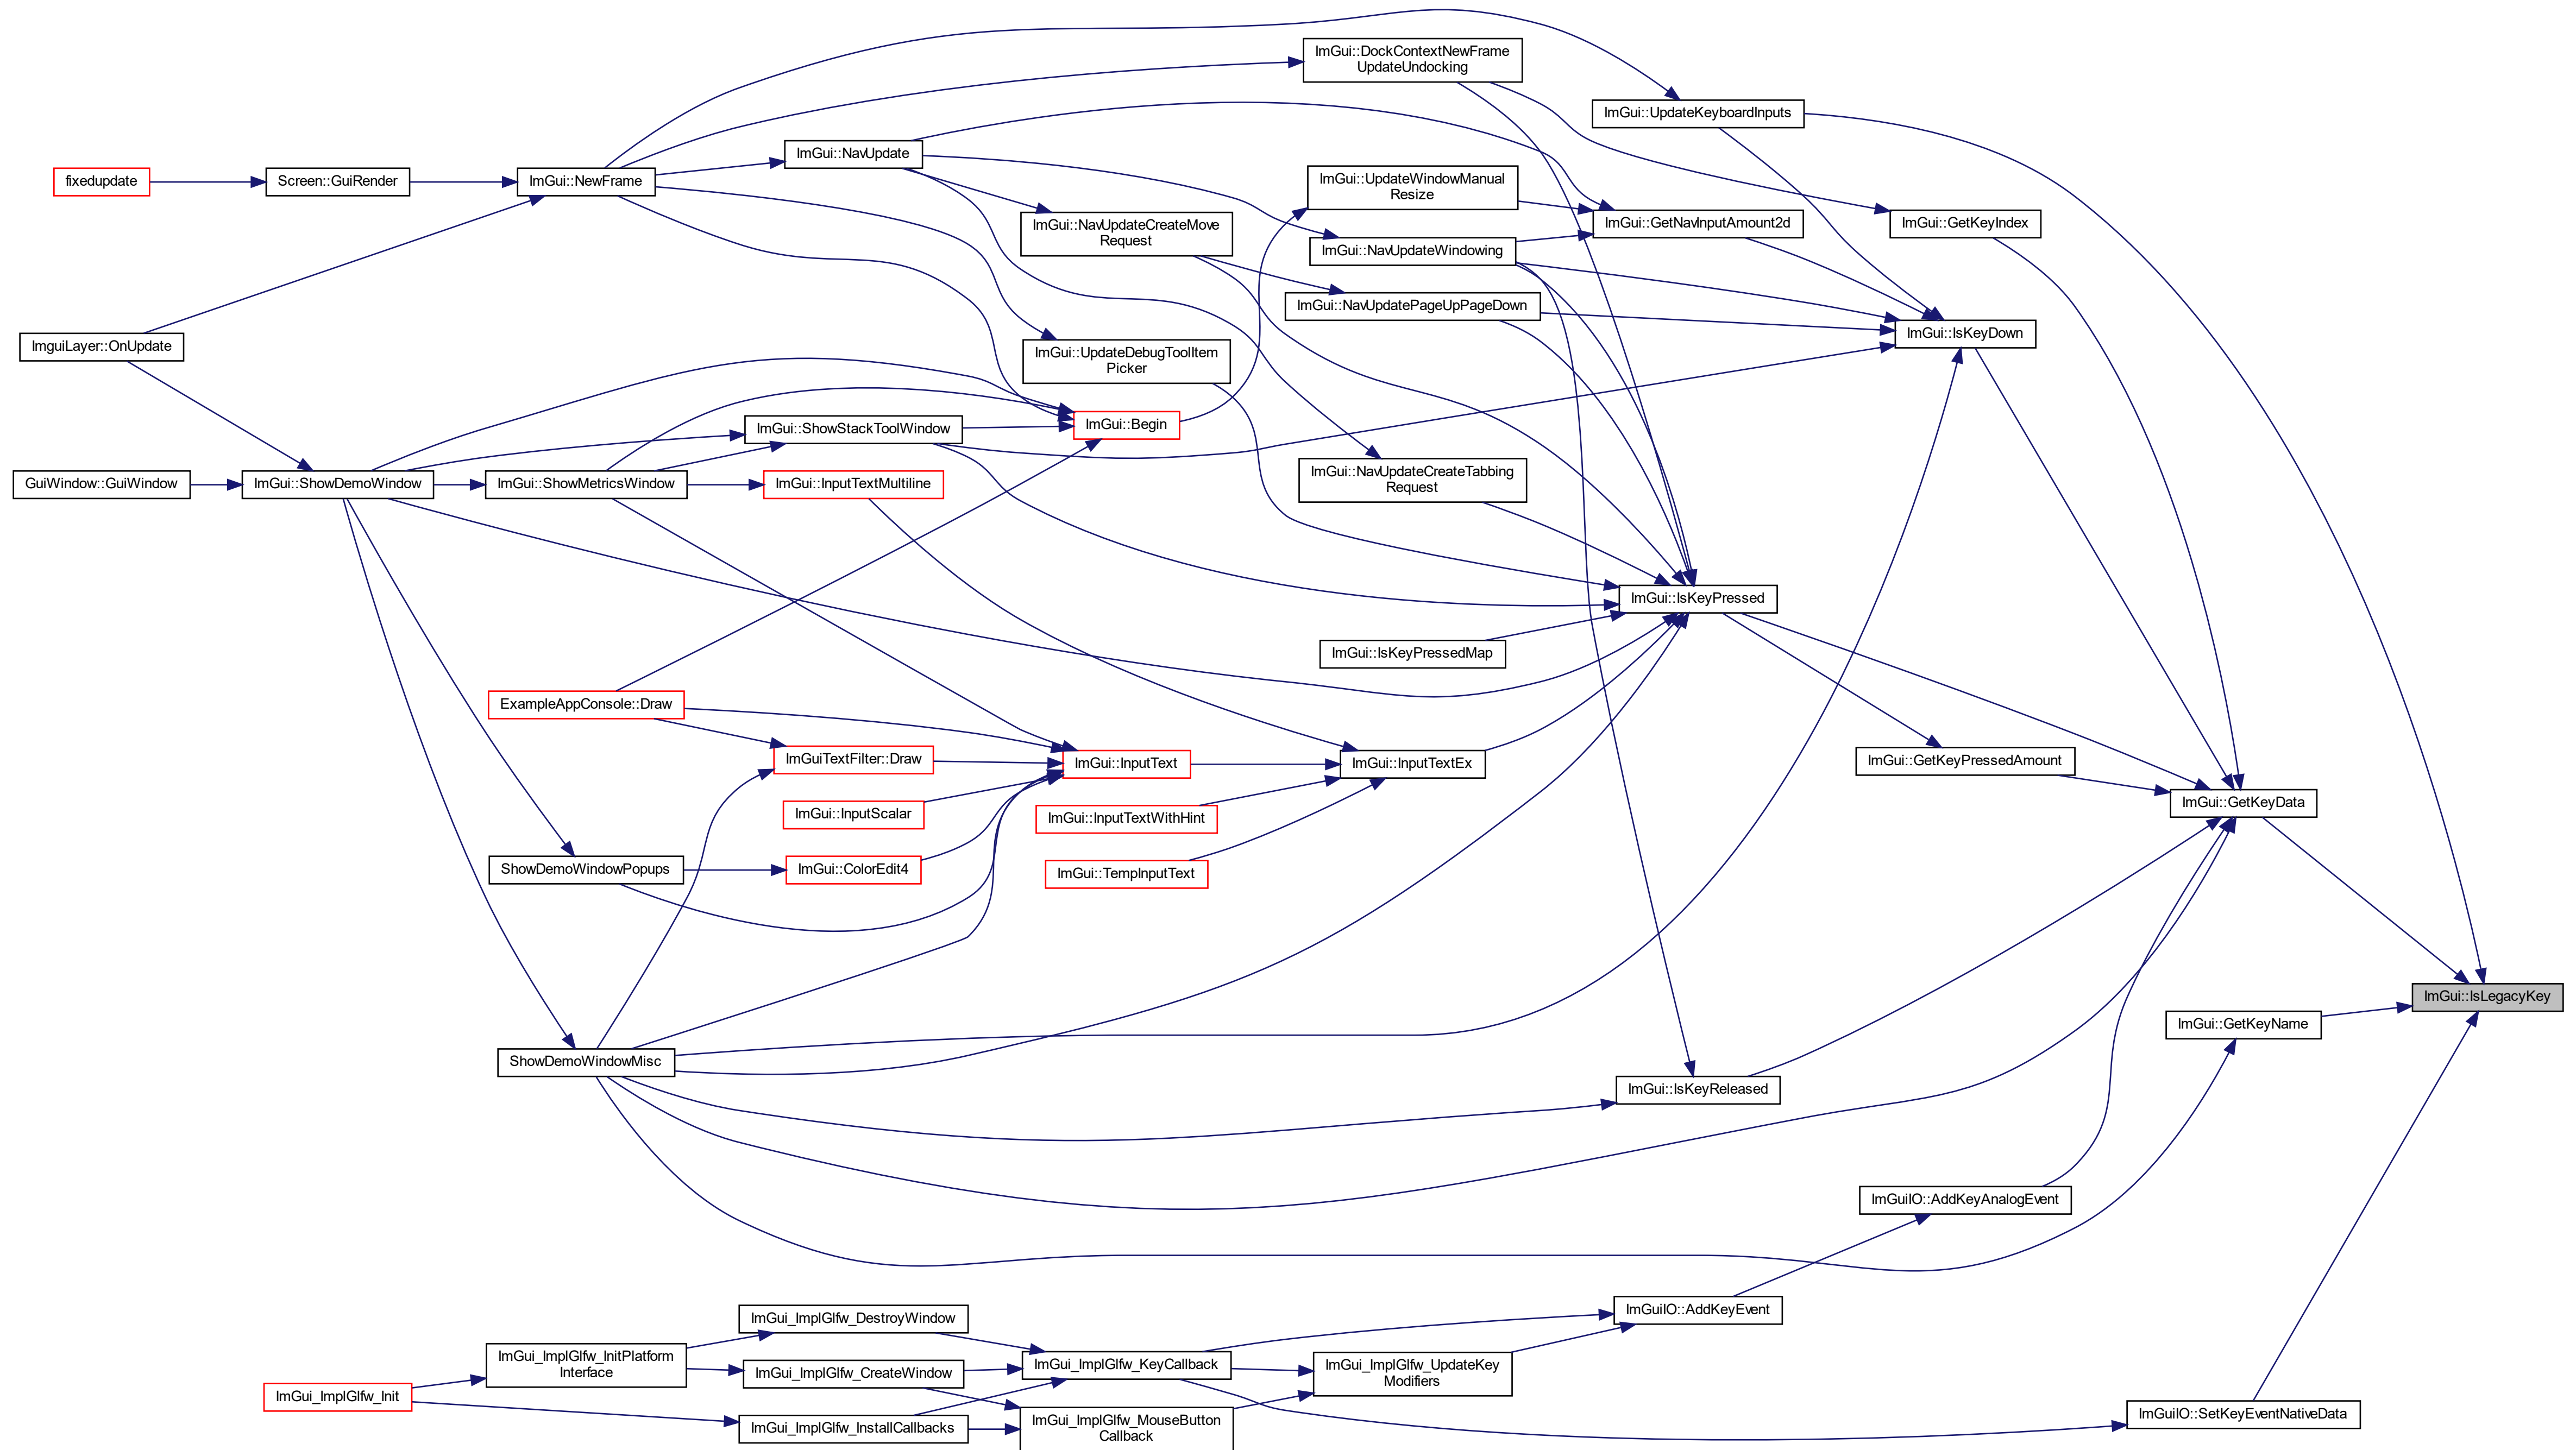 ImGui::DockContextNewFrame
UpdateUndocking
ImGui::UpdateKeyboardInputs
ImGui::NavUpdate
fixedupdate
Screen::GuiRender
ImGui::NewFrame
ImGui::UpdateWindowManual
Resize
ImGui::NavUpdateCreateMove
Request
ImGui::GetNavInputAmount2d
ImGui::GetKeyIndex
ImGui::NavUpdateWindowing
ImGui::NavUpdatePageUpPageDown
ImGui::IsKeyDown
ImguiLayer::OnUpdate
ImGui::UpdateDebugToolItem
Picker
ImGui::Begin
ImGui::ShowStackToolWindow
ImGui::NavUpdateCreateTabbing
Request
GuiWindow::GuiWindow
ImGui::ShowDemoWindow
ImGui::ShowMetricsWindow
ImGui::InputTextMultiline
ImGui::IsKeyPressed
ImGui::IsKeyPressedMap
ExampleAppConsole::Draw
ImGuiTextFilter::Draw
ImGui::InputText
ImGui::InputTextEx
ImGui::GetKeyPressedAmount
ImGui::GetKeyData
ImGui::InputScalar
ImGui::InputTextWithHint
ShowDemoWindowPopups
ImGui::ColorEdit4
ImGui::TempInputText
ImGui::IsLegacyKey
ImGui::GetKeyName
ShowDemoWindowMisc
ImGui::IsKeyReleased
ImGuiIO::AddKeyAnalogEvent
ImGuiIO::AddKeyEvent
ImGui_ImplGlfw_DestroyWindow
ImGui_ImplGlfw_InitPlatform
Interface
ImGui_ImplGlfw_KeyCallback
ImGui_ImplGlfw_UpdateKey
Modifiers
ImGui_ImplGlfw_CreateWindow
ImGui_ImplGlfw_Init
ImGui_ImplGlfw_InstallCallbacks
ImGui_ImplGlfw_MouseButton
Callback
ImGuiIO::SetKeyEventNativeData